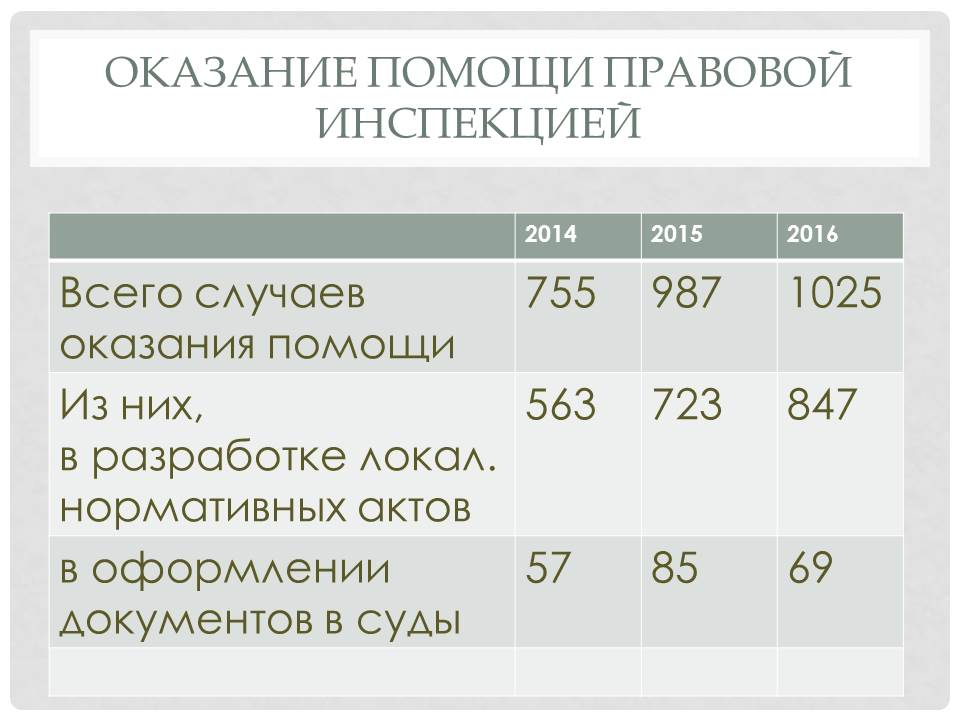 ОКАЗАНИЕ ПОМОЩИ ПРАВОВОЙ
ИНСПЕКЦИЕЙ
2014 2015 2016
Всего случаев 755 987 1025
оказания помощи
Из них, 563 723 847
в разработке локал.
нормативных актов
в оформлении 57 85 69
документов в суды